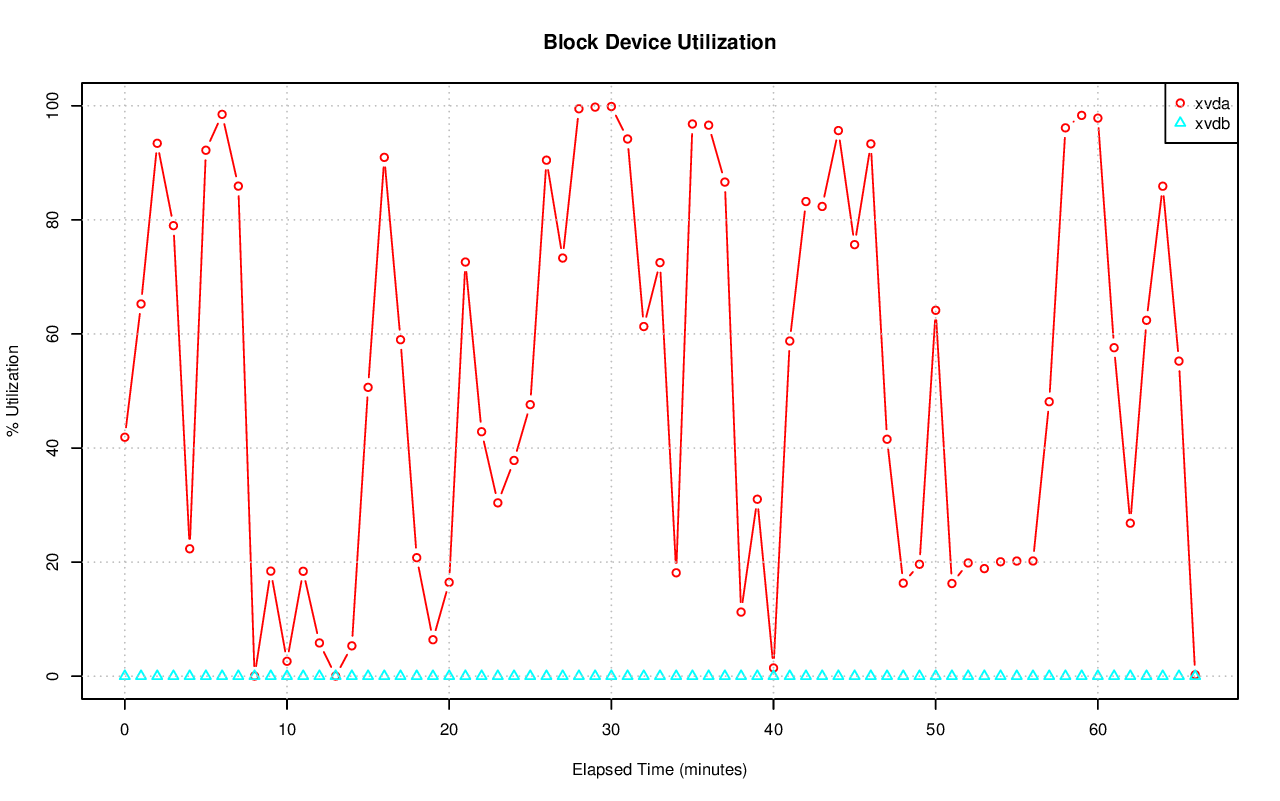 Block Device Utilization
xvda
xvdb
% Utilization
100
80
60
40
20
0
0 10 20 30 40 50 60
Elapsed Time (minutes)